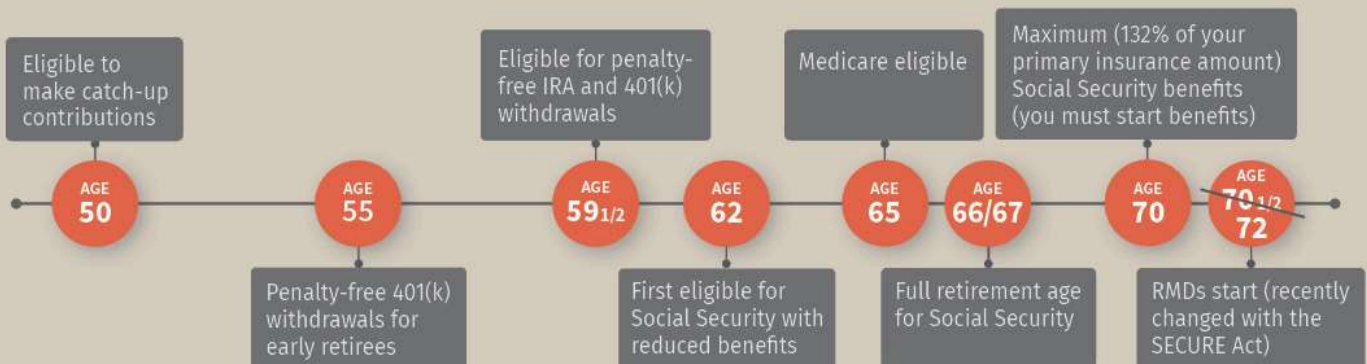 Eligible to
make catch-up
contributions
AGE
50
AGE
55
Penalty-free 401(k)
withdrawals for
early retirees
Eligible for penalty-
free IRA and 401(k)
withdrawals
AGE
59 1/2
AGE
62
First eligible for
Social Security with
reduced benefits
Medicare eligible
AGE
65
AGE
66/67
Full retirement age
for Social Security
Maximum (132% of your
primary insurance amount)
Social Security benefits
(you must start benefits)
AGE
70
AGE
70 1/2
72
RMDs start (recently
changed with the
SECURE Act)